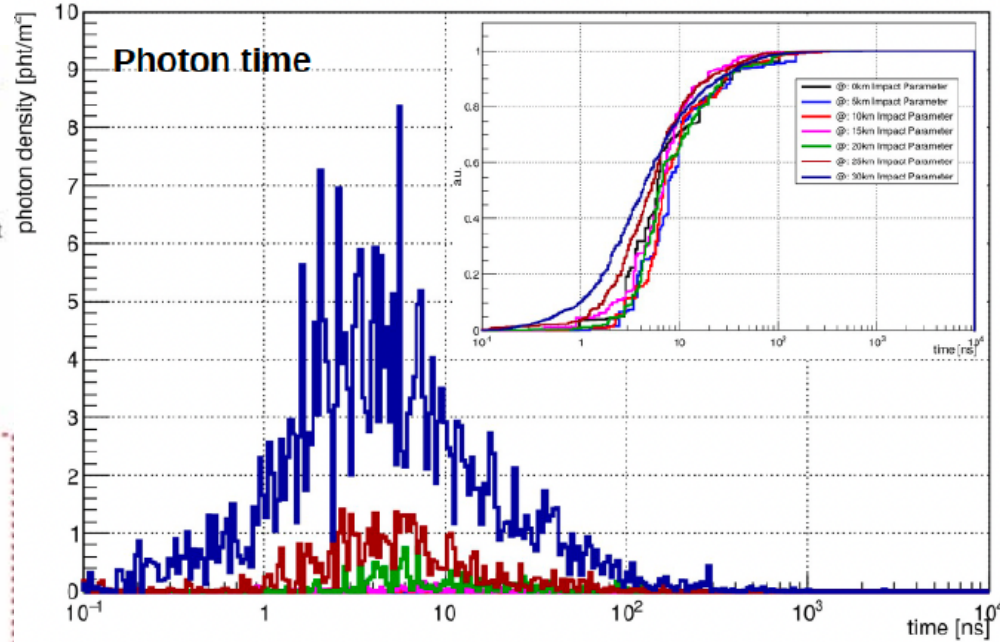 Photon time
photon density [pht/m²]
10
9
8
7
6
5
4
3
2
1
0
10⁻¹
1
10
10²
10³
10⁴
time [ns]
a.u.
1
0.8
0.6
0.4
0.2
0
10⁻¹
1
10
10²
10³
10⁴
time [ns]
@: 0km Impact Parameter
@: 5km Impact Parameter
@: 10km Impact Parameter
@: 15km Impact Parameter
@: 20km Impact Parameter
@: 25km Impact Parameter
@: 30km Impact Parameter